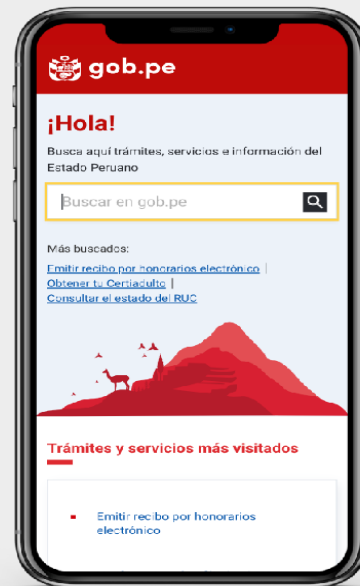 gob.pe
¡Hola!
Busca aquí trámites, servicios e información del
Estado Peruano
Buscar en gob.pe
Más buscados:
Emitir recibo por honorarios electrónico |
Obtener tu Certiadulto |
Consultar el estado del RUC
Trámites y servicios más visitados
Emitir recibo por honorarios
electrónico